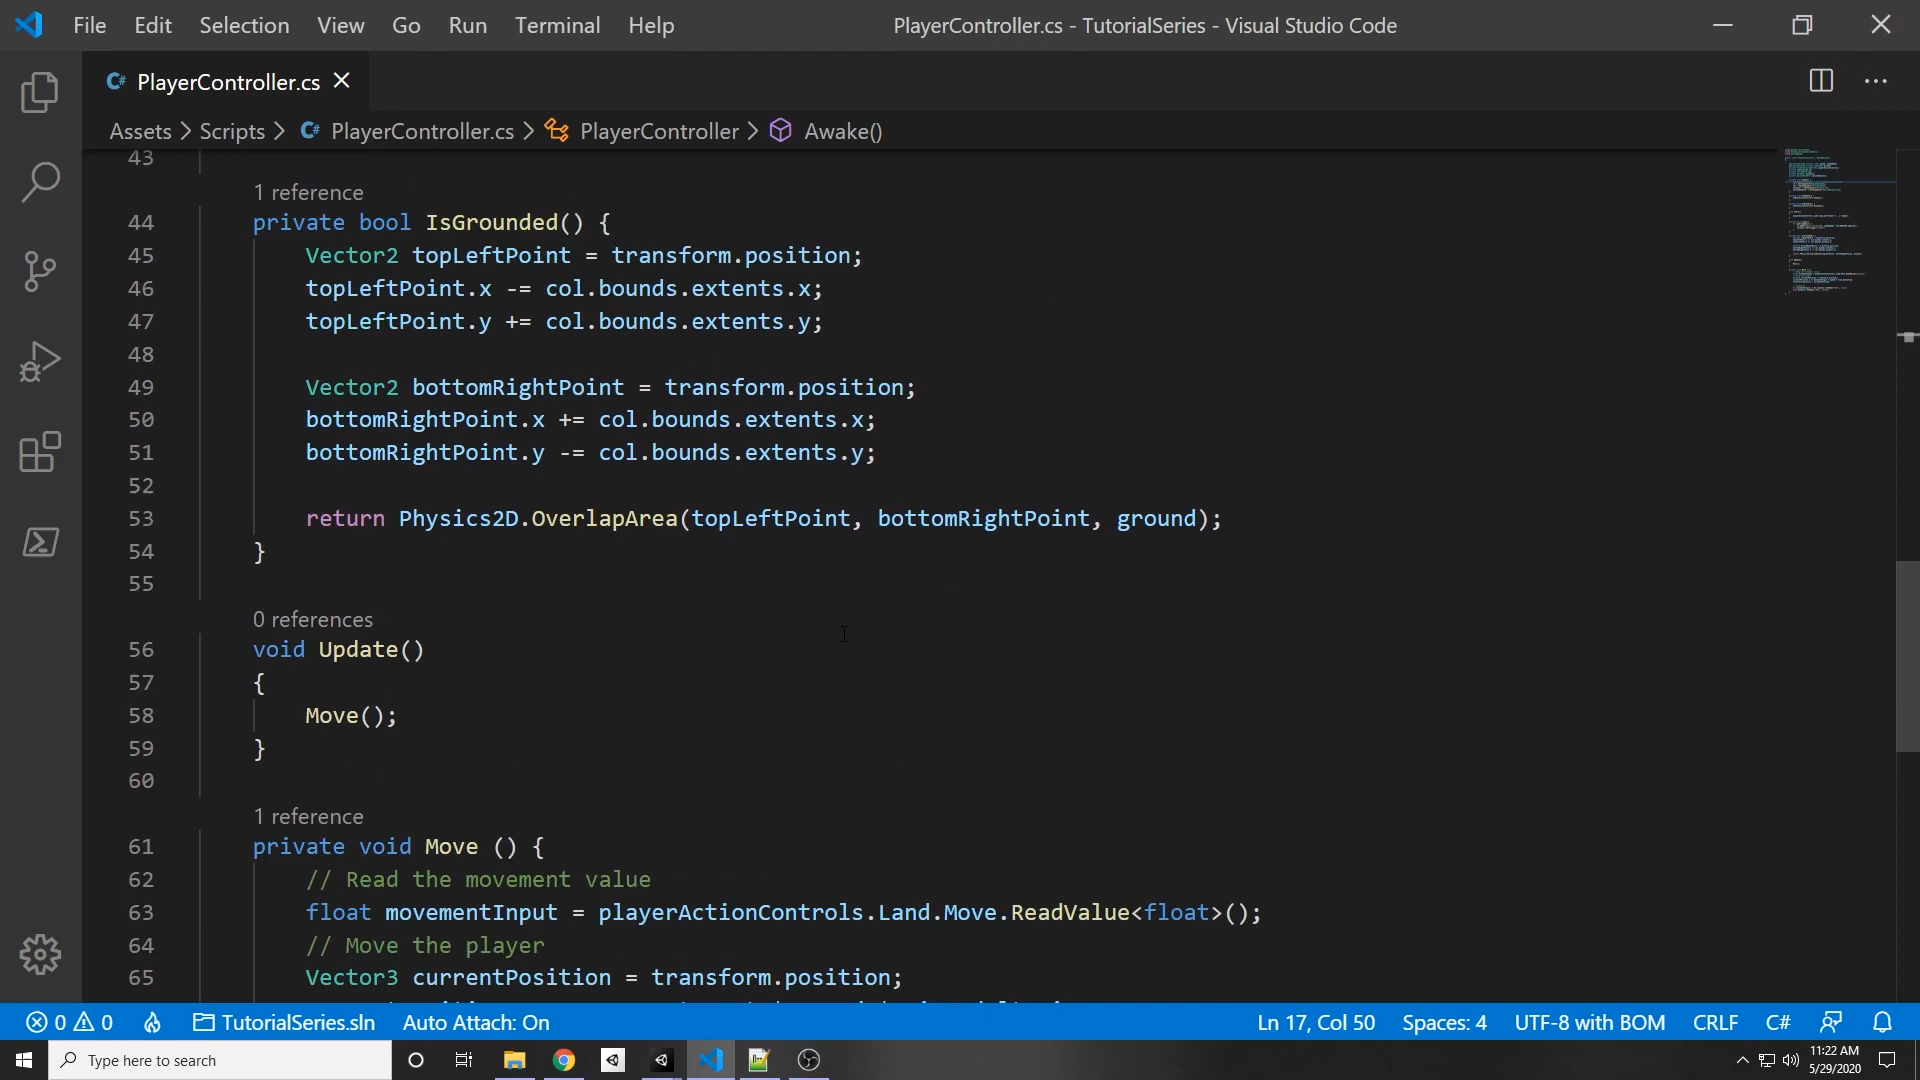 File Edit Selection View Go Run Terminal Help PlayerController.cs - TutorialSeries - Visual Studio Code
PlayerController.cs
Assets > Scripts > PlayerController.cs > PlayerController > Awake()
43
1 reference
44 private bool IsGrounded() {
45 Vector2 topLeftPoint = transform.position;
46 topLeftPoint.x -= col.bounds.extents.x;
47 topLeftPoint.y += col.bounds.extents.y;
48
49 Vector2 bottomRightPoint = transform.position;
50 bottomRightPoint.x += col.bounds.extents.x;
51 bottomRightPoint.y -= col.bounds.extents.y;
52
53 return Physics2D.OverlapArea(topLeftPoint, bottomRightPoint, ground);
54 }
55
0 references
56 void Update()
57 {
58 Move();
59 }
60
1 reference
61 private void Move () {
62 // Read the movement value
63 float movementInput = playerActionControls.Land.Move.ReadValue<float>();
64 // Move the player
65 Vector3 currentPosition = transform.position;
0 0 TutorialSeries.sln Auto Attach: On Ln 17, Col 50 Spaces: 4 UTF-8 with BOM CRLF C#
Type here to search 11:22 AM
5/29/2020